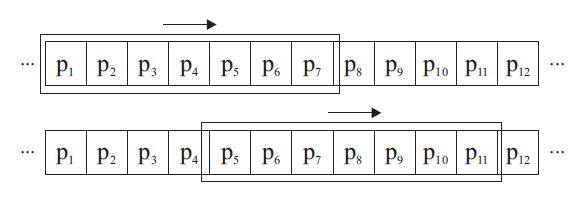 ... p₁ p₂ p₃ p₄ p₅ p₆ p₇ p₈ p₉ p₁₀ p₁₁ p₁₂ ...
... p₁ p₂ p₃ p₄ p₅ p₆ p₇ p₈ p₉ p₁₀ p₁₁ p₁₂ ...